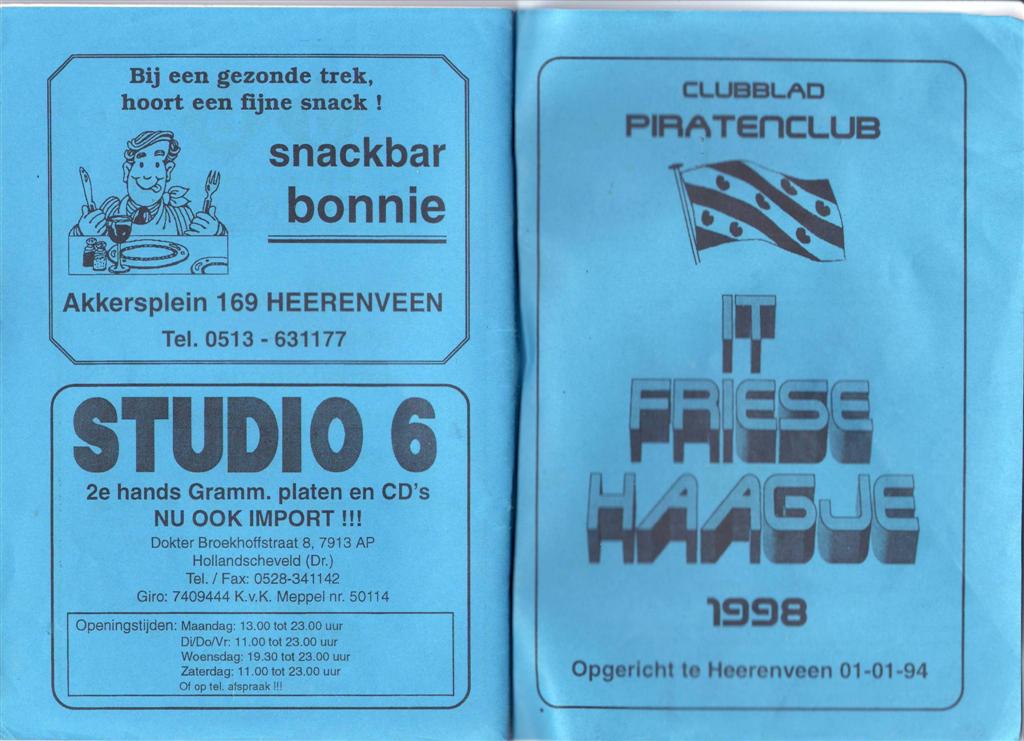 Bij een gezonde trek,
hoort een fijne snack !
snackbar
bonnie
Akkersplein 169 HEERENVEEN
Tel. 0513 - 631177
STUDIO 6
2e hands Gramm. platen en CD's
NU OOK IMPORT !!!
Dokter Broekhoffstraat 8, 7913 AP
Hollandscheveld (Dr.)
Tel. / Fax: 0528-341142
Giro: 7409444 K.v.K. Meppel nr. 50114
Openingstijden: Maandag: 13.00 tot 23.00 uur
Di/Do/Vr: 11.00 tot 23.00 uur
Woensdag: 19.30 tot 23.00 uur
Zaterdag: 11.00 tot 23.00 uur
Of op tel. afspraak !!!
CLUBBLAD
PIRATENCLUB
IT
FRIESE
HAAGJE
1998
Opgericht te Heerenveen 01-01-94